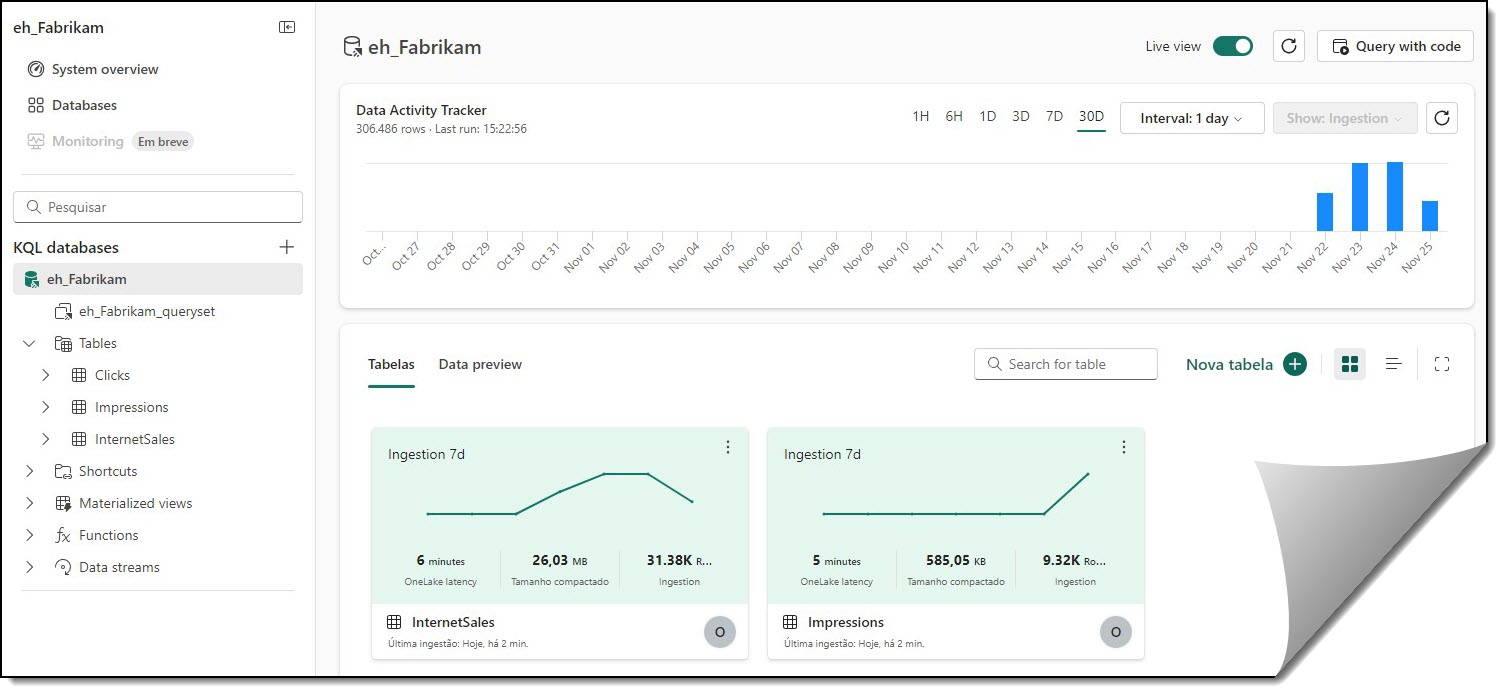 eh_Fabrikam
System overview
Databases
Monitoring Em breve
Pesquisar
KQL databases
eh_Fabrikam
eh_Fabrikam_queryset
Tables
Clicks
Impressions
InternetSales
Shortcuts
Materialized views
Functions
Data streams
eh_Fabrikam
Live view
Query with code
Data Activity Tracker
306.486 rows · Last run: 15:22:56
1H 6H 1D 3D 7D 30D Interval: 1 day Show: Ingestion
Oct... Oct 27 Oct 28 Oct 29 Oct 30 Oct 31 Nov 01 Nov 02 Nov 03 Nov 04 Nov 05 Nov 06 Nov 07 Nov 08 Nov 09 Nov 10 Nov 11 Nov 12 Nov 13 Nov 14 Nov 15 Nov 16 Nov 17 Nov 18 Nov 19 Nov 20 Nov 21 Nov 22 Nov 23 Nov 24 Nov 25
Tabelas Data preview Search for table Nova tabela
Ingestion 7d
6 minutes 26,03 MB 31.38K R...
OneLake latency Tamanho compactado Ingestion
InternetSales
Última ingestão: Hoje, há 2 min.
O
Ingestion 7d
5 minutes 585,05 KB 9.32K Ro...
OneLake latency Tamanho compactado Ingestion
Impressions
Última ingestão: Hoje, há 2 min.
O